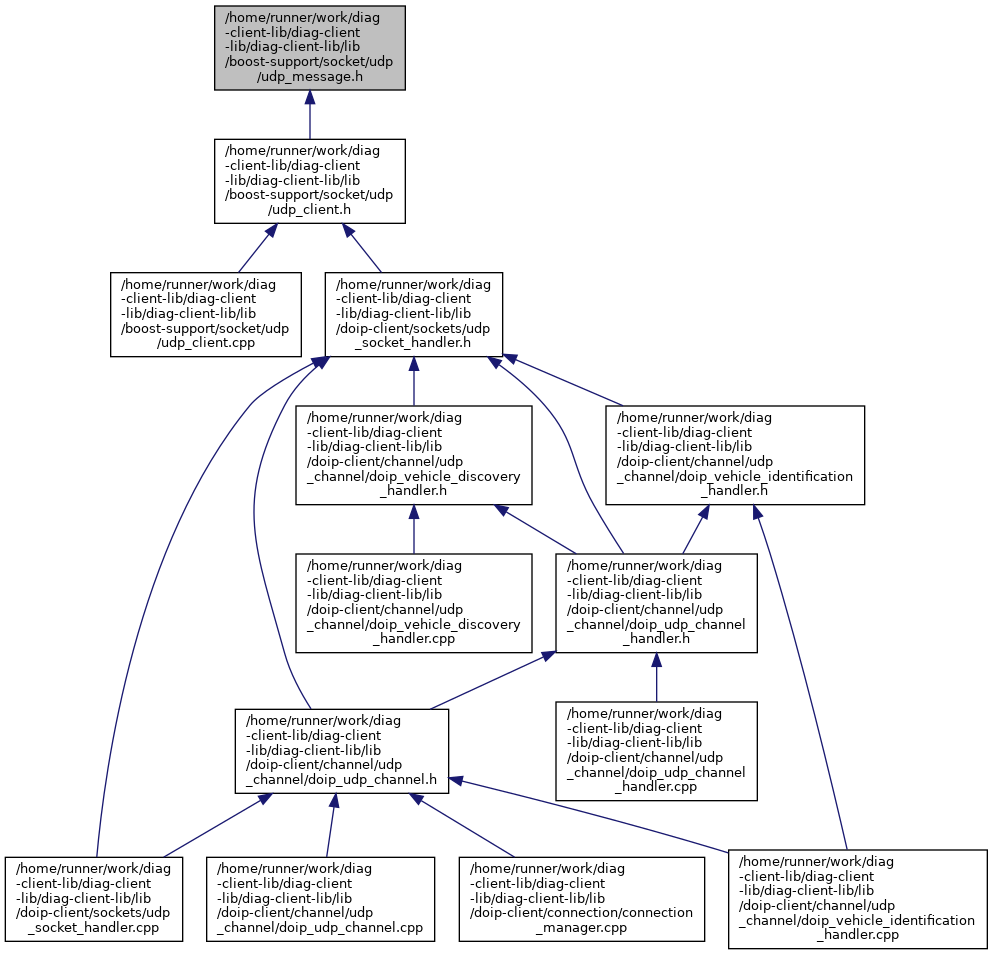 /home/runner/work/diag
-client-lib/diag-client
-lib/diag-client-lib/lib
/boost-support/socket/udp
/udp_message.h
/home/runner/work/diag
-client-lib/diag-client
-lib/diag-client-lib/lib
/boost-support/socket/udp
/udp_client.h
/home/runner/work/diag
-client-lib/diag-client
-lib/diag-client-lib/lib
/boost-support/socket/udp
/udp_client.cpp
/home/runner/work/diag
-client-lib/diag-client
-lib/diag-client-lib/lib
/doip-client/sockets/udp
_socket_handler.h
/home/runner/work/diag
-client-lib/diag-client
-lib/diag-client-lib/lib
/doip-client/channel/udp
_channel/doip_vehicle_discovery
_handler.h
/home/runner/work/diag
-client-lib/diag-client
-lib/diag-client-lib/lib
/doip-client/channel/udp
_channel/doip_vehicle_identification
_handler.h
/home/runner/work/diag
-client-lib/diag-client
-lib/diag-client-lib/lib
/doip-client/channel/udp
_channel/doip_vehicle_discovery
_handler.cpp
/home/runner/work/diag
-client-lib/diag-client
-lib/diag-client-lib/lib
/doip-client/channel/udp
_channel/doip_udp_channel
_handler.h
/home/runner/work/diag
-client-lib/diag-client
-lib/diag-client-lib/lib
/doip-client/channel/udp
_channel/doip_udp_channel.h
/home/runner/work/diag
-client-lib/diag-client
-lib/diag-client-lib/lib
/doip-client/channel/udp
_channel/doip_udp_channel
_handler.cpp
/home/runner/work/diag
-client-lib/diag-client
-lib/diag-client-lib/lib
/doip-client/sockets/udp
_socket_handler.cpp
/home/runner/work/diag
-client-lib/diag-client
-lib/diag-client-lib/lib
/doip-client/channel/udp
_channel/doip_udp_channel.cpp
/home/runner/work/diag
-client-lib/diag-client
-lib/diag-client-lib/lib
/doip-client/connection/connection
_manager.cpp
/home/runner/work/diag
-client-lib/diag-client
-lib/diag-client-lib/lib
/doip-client/channel/udp
_channel/doip_vehicle_identification
_handler.cpp